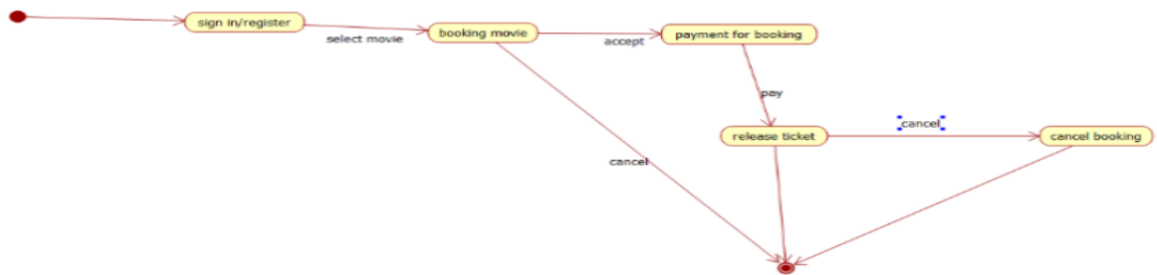 sign in/register
select movie
booking movie
accept
payment for booking
pay
release ticket
cancel
cancel booking
cancel